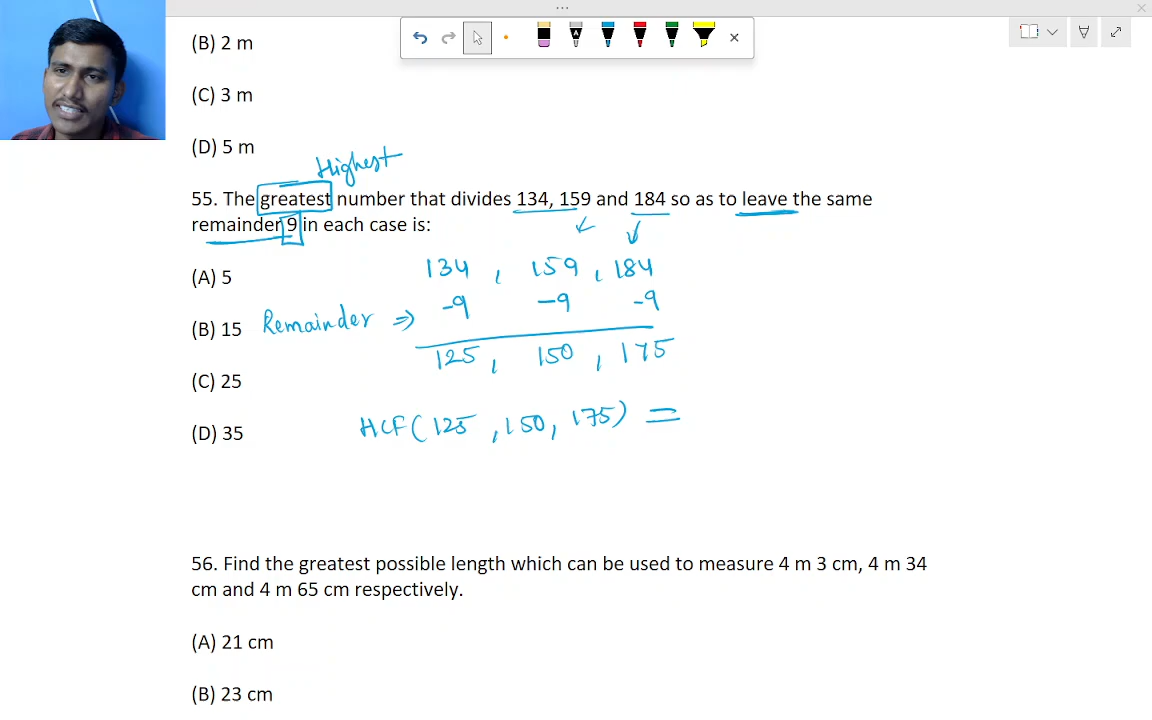 (B) 2 m
(C) 3 m
(D) 5 m
Highest
55. The greatest number that divides 134, 159 and 184 so as to leave the same
remainder 9 in each case is:
(A) 5
134 , 159 , 184
-9 -9 -9
(B) 15 Remainder ⇒
125, 150 , 175
(C) 25
HCF(125 ,150, 175) =
(D) 35
56. Find the greatest possible length which can be used to measure 4 m 3 cm, 4 m 34
cm and 4 m 65 cm respectively.
(A) 21 cm
(B) 23 cm